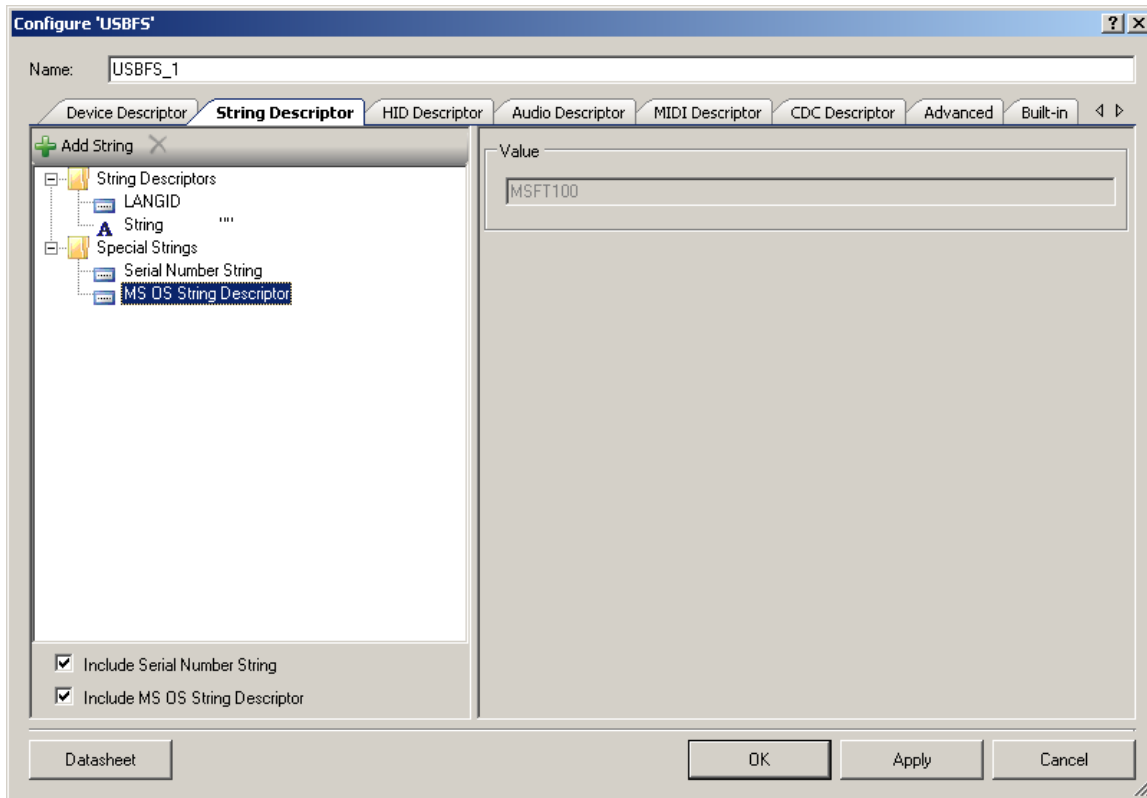 Configure 'USBFS'
Name: USBFS_1
Device Descriptor String Descriptor HID Descriptor Audio Descriptor MIDI Descriptor CDC Descriptor Advanced Built-in
Add String
String Descriptors
LANGID
String ""
Special Strings
Serial Number String
MS OS String Descriptor
Value
MSFT100
Include Serial Number String
Include MS OS String Descriptor
Datasheet OK Apply Cancel